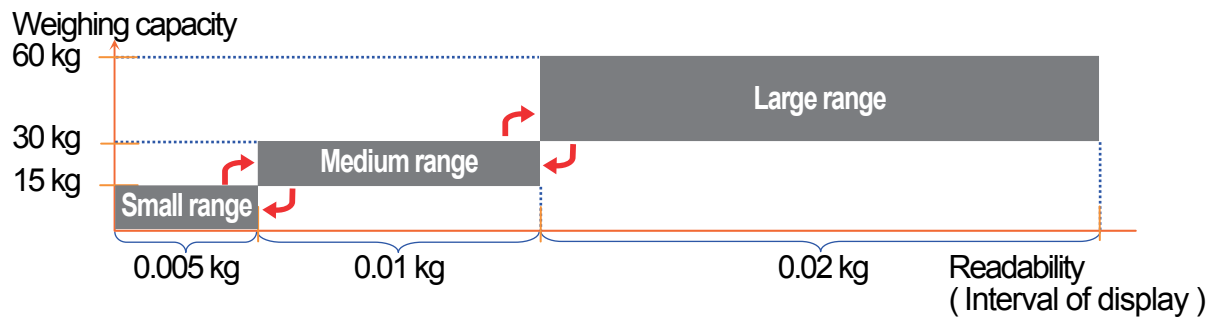 Weighing capacity
60 kg
Large range
30 kg
Medium range
15 kg
Small range
0.005 kg
0.01 kg
0.02 kg
Readability
( Interval of display )